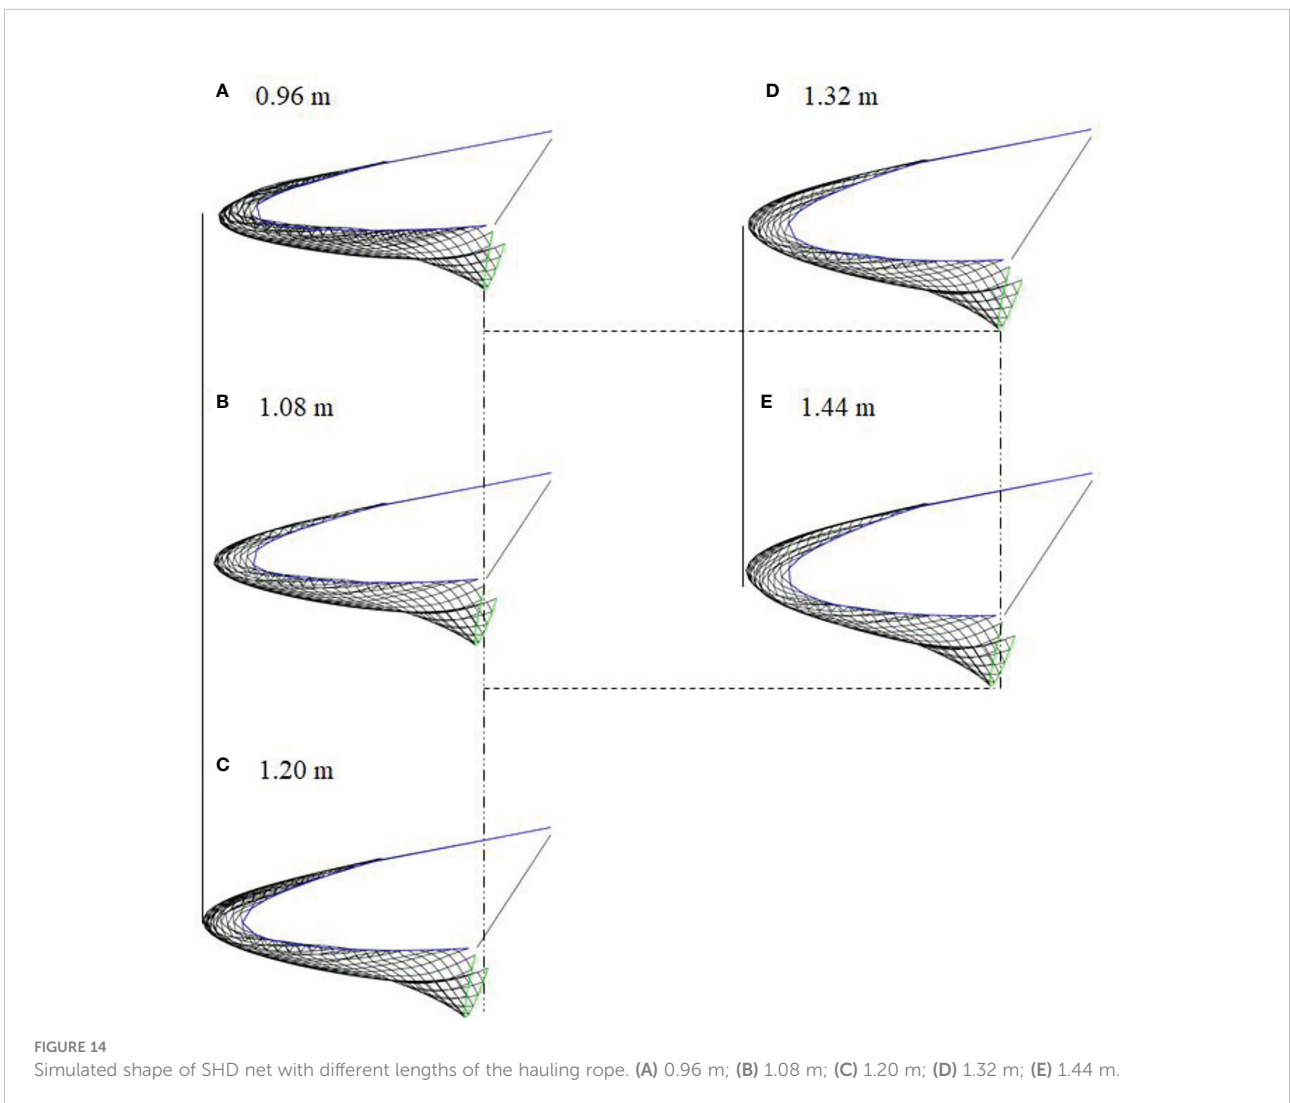 A 0.96 m
D 1.32 m
B 1.08 m
E 1.44 m
C 1.20 m
FIGURE 14
Simulated shape of SHD net with different lengths of the hauling rope. (A) 0.96 m; (B) 1.08 m; (C) 1.20 m; (D) 1.32 m; (E) 1.44 m.